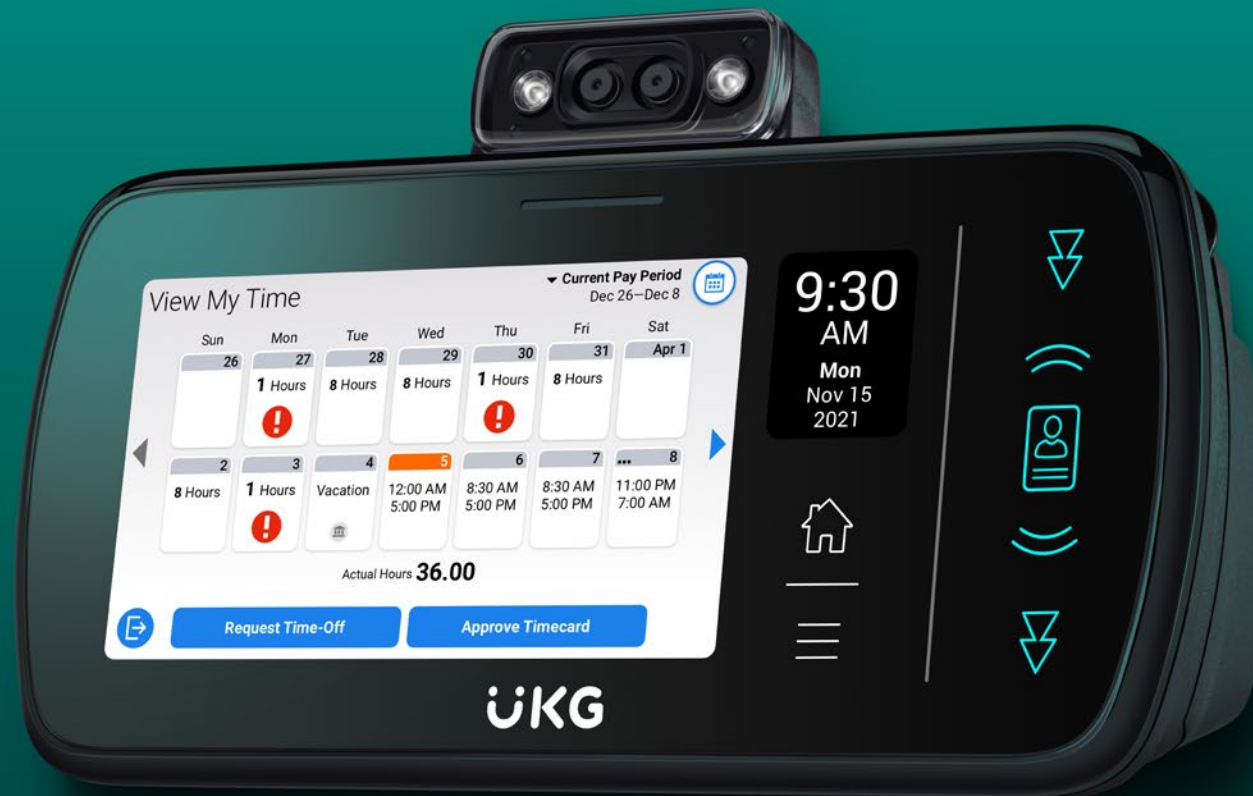 View My Time
Current Pay Period
Dec 26—Dec 8
Sun Mon Tue Wed Thu Fri Sat
26 27 28 29 30 31 Apr 1
1 Hours 8 Hours 8 Hours 1 Hours 8 Hours
2 3 4 5 6 7 ... 8
8 Hours 1 Hours Vacation 12:00 AM 8:30 AM 8:30 AM 11:00 PM
5:00 PM 5:00 PM 5:00 PM 7:00 AM
Actual Hours 36.00
Request Time-Off Approve Timecard
9:30
AM
Mon
Nov 15
2021
UKG